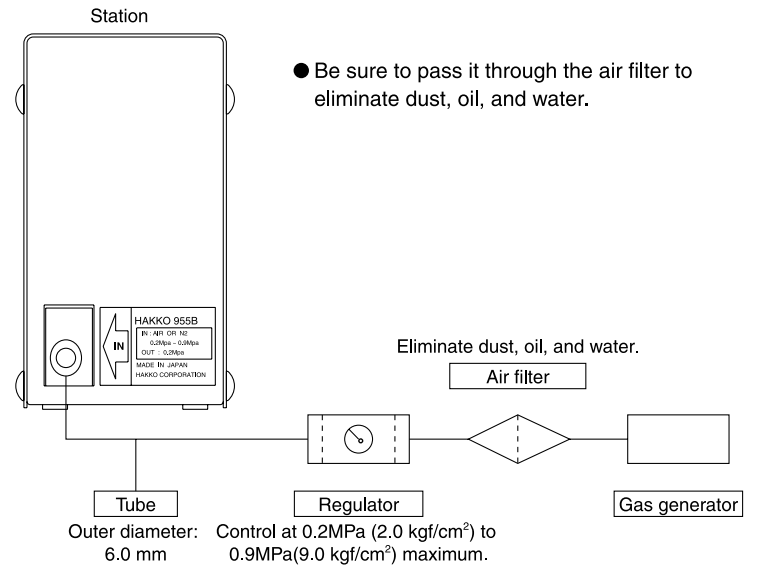 Station
● Be sure to pass it through the air filter to
eliminate dust, oil, and water.
HAKKO 955B
IN : AIR OR N2
0.2Mpa ~ 0.9Mpa
OUT : 0.2Mpa
MADE IN JAPAN
HAKKO CORPORATION
IN
Eliminate dust, oil, and water.
Air filter
Tube
Outer diameter:
6.0 mm
Regulator
Control at 0.2MPa (2.0 kgf/cm²) to
0.9MPa(9.0 kgf/cm²) maximum.
Gas generator